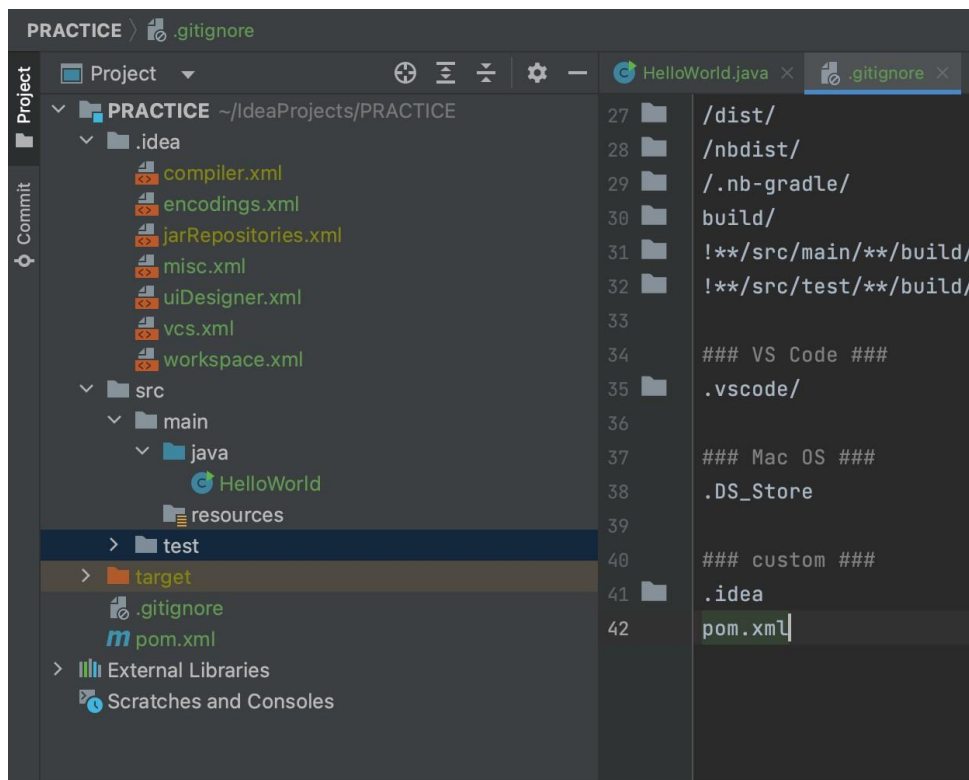 PRACTICE 〉 .gitignore
Project
Commit
Project
PRACTICE ~/IdeaProjects/PRACTICE
.idea
compiler.xml
encodings.xml
jarRepositories.xml
misc.xml
uiDesigner.xml
vcs.xml
workspace.xml
src
main
java
HelloWorld
resources
test
target
.gitignore
pom.xml
External Libraries
Scratches and Consoles
HelloWorld.java × .gitignore ×
27 /dist/
28 /nbdist/
29 /.nb-gradle/
30 build/
31 !**/src/main/**/build/
32 !**/src/test/**/build/
33
34 ### VS Code ###
35 .vscode/
36
37 ### Mac OS ###
38 .DS_Store
39
40 ### custom ###
41 .idea
42 pom.xml